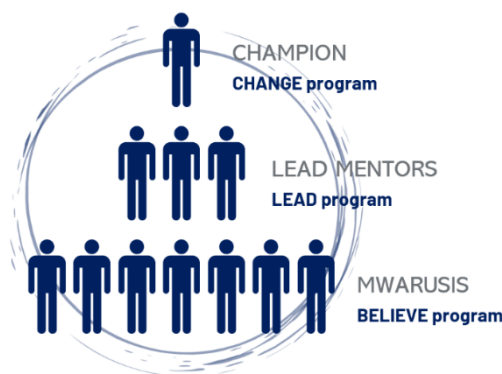 CHAMPION
CHANGE program
LEAD MENTORS
LEAD program
MWARUSIS
BELIEVE program